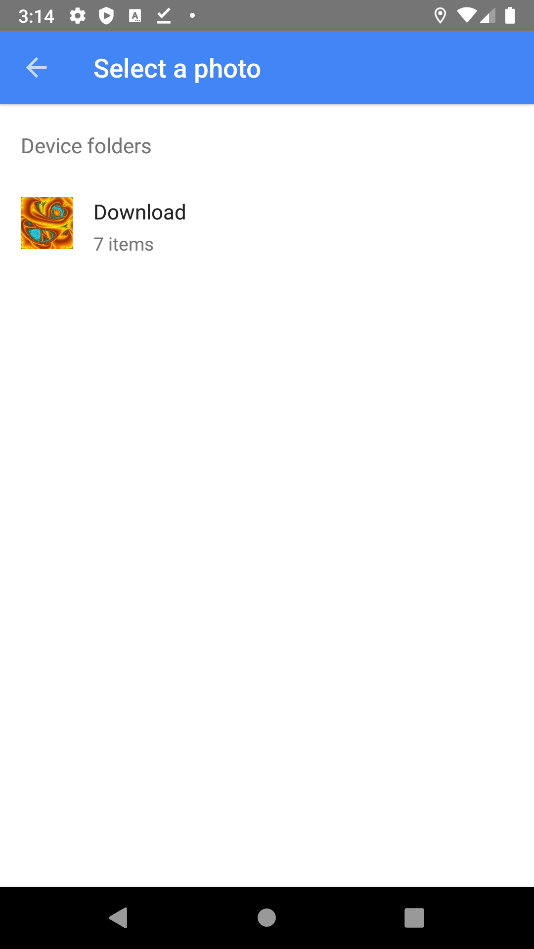 3:14
Select a photo
Device folders
Download
7 items